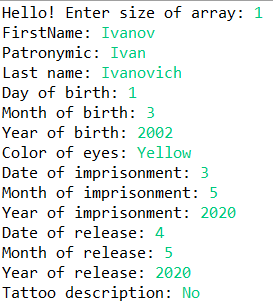 Hello! Enter size of array: 1
FirstName: Ivanov
Patronymic: Ivan
Last name: Ivanovich
Day of birth: 1
Month of birth: 3
Year of birth: 2002
Color of eyes: Yellow
Date of imprisonment: 3
Month of imprisonment: 5
Year of imprisonment: 2020
Date of release: 4
Month of release: 5
Year of release: 2020
Tattoo description: No